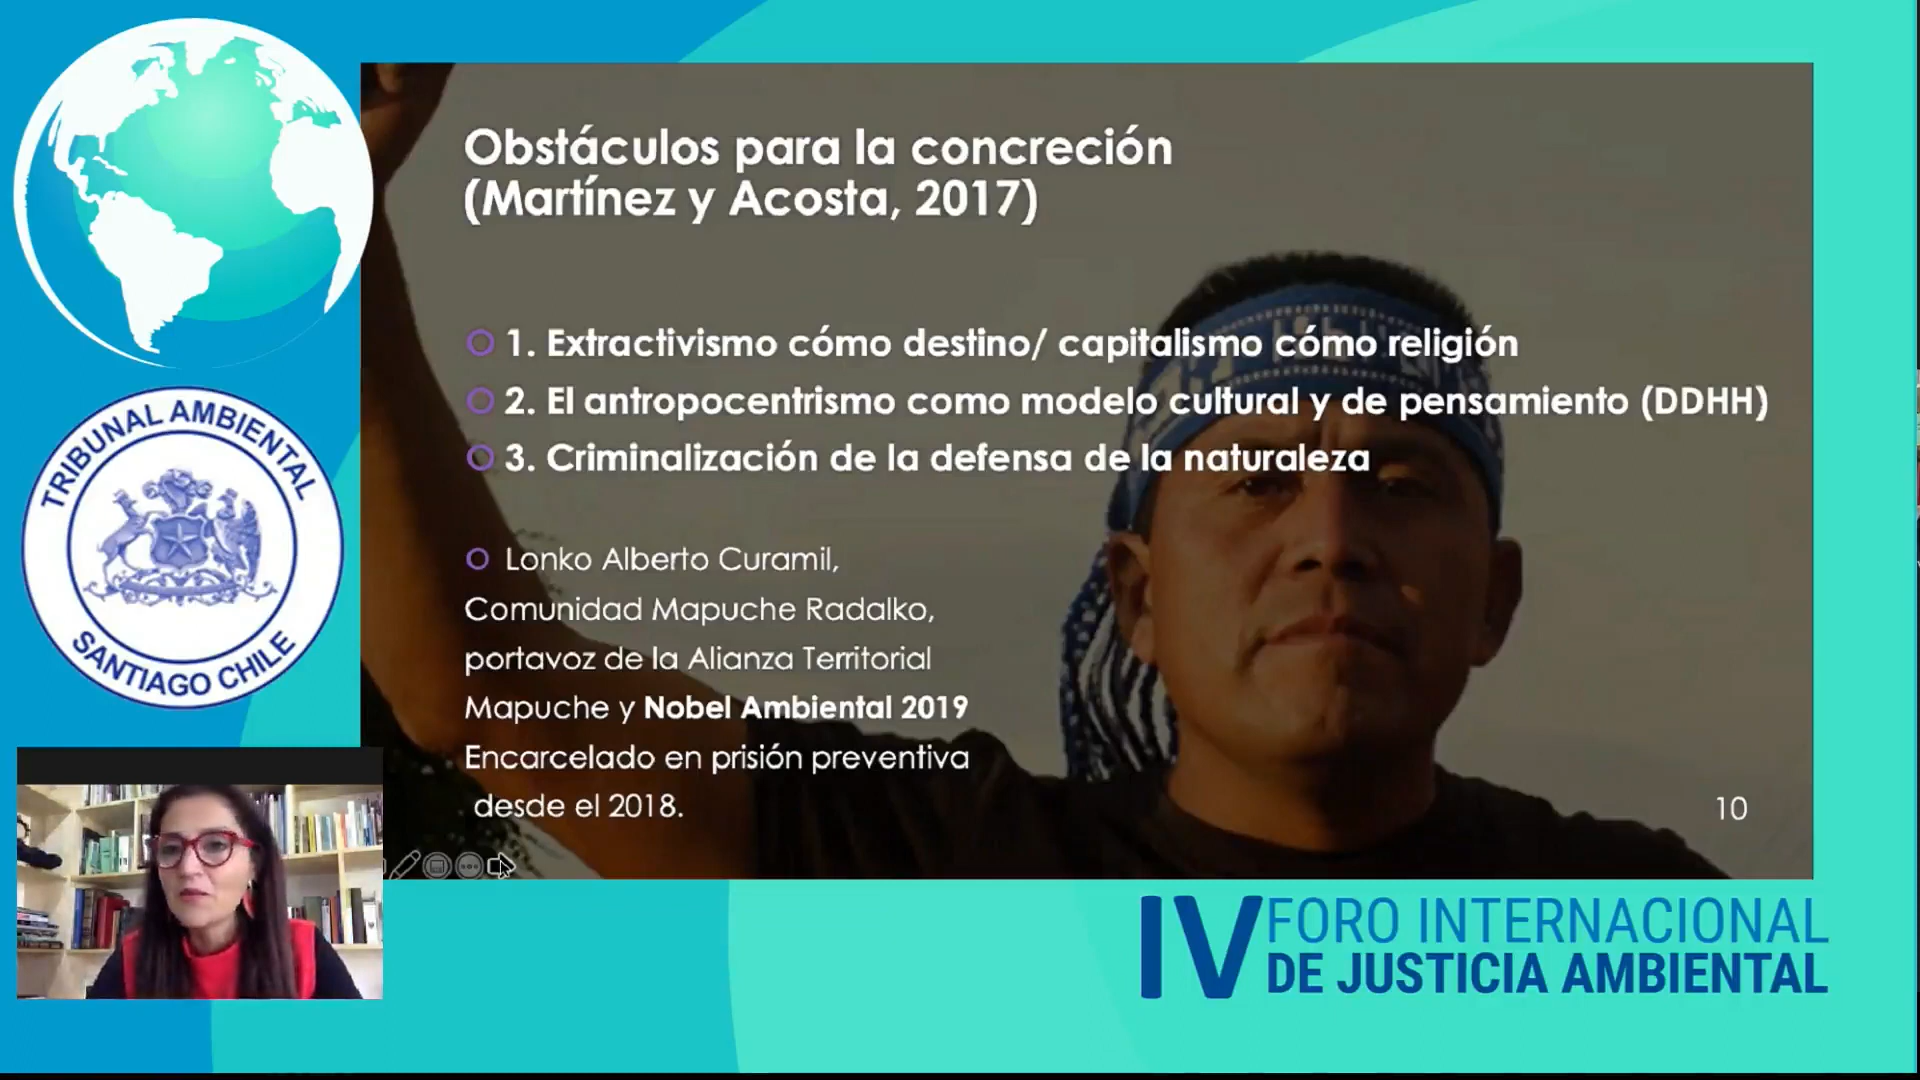 Obstáculos para la concreción
(Martínez y Acosta, 2017)
1. Extractivismo cómo destino/ capitalismo cómo religión
2. El antropocentrismo como modelo cultural y de pensamiento (DDHH)
3. Criminalización de la defensa de la naturaleza
Lonko Alberto Curamil,
Comunidad Mapuche Radalko,
portavoz de la Alianza Territorial
Mapuche y Nobel Ambiental 2019
Encarcelado en prisión preventiva
desde el 2018.
10
TRIBUNAL AMBIENTAL
SANTIAGO CHILE
IV FORO INTERNACIONAL
DE JUSTICIA AMBIENTAL